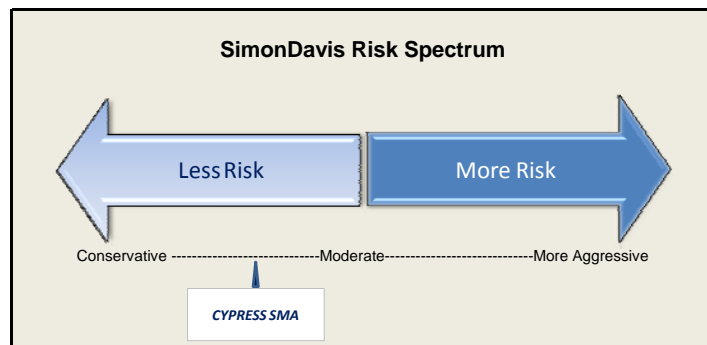 SimonDavis Risk Spectrum
Less Risk More Risk
Conservative ----------------------------Moderate----------------------------More Aggressive
CYPRESS SMA